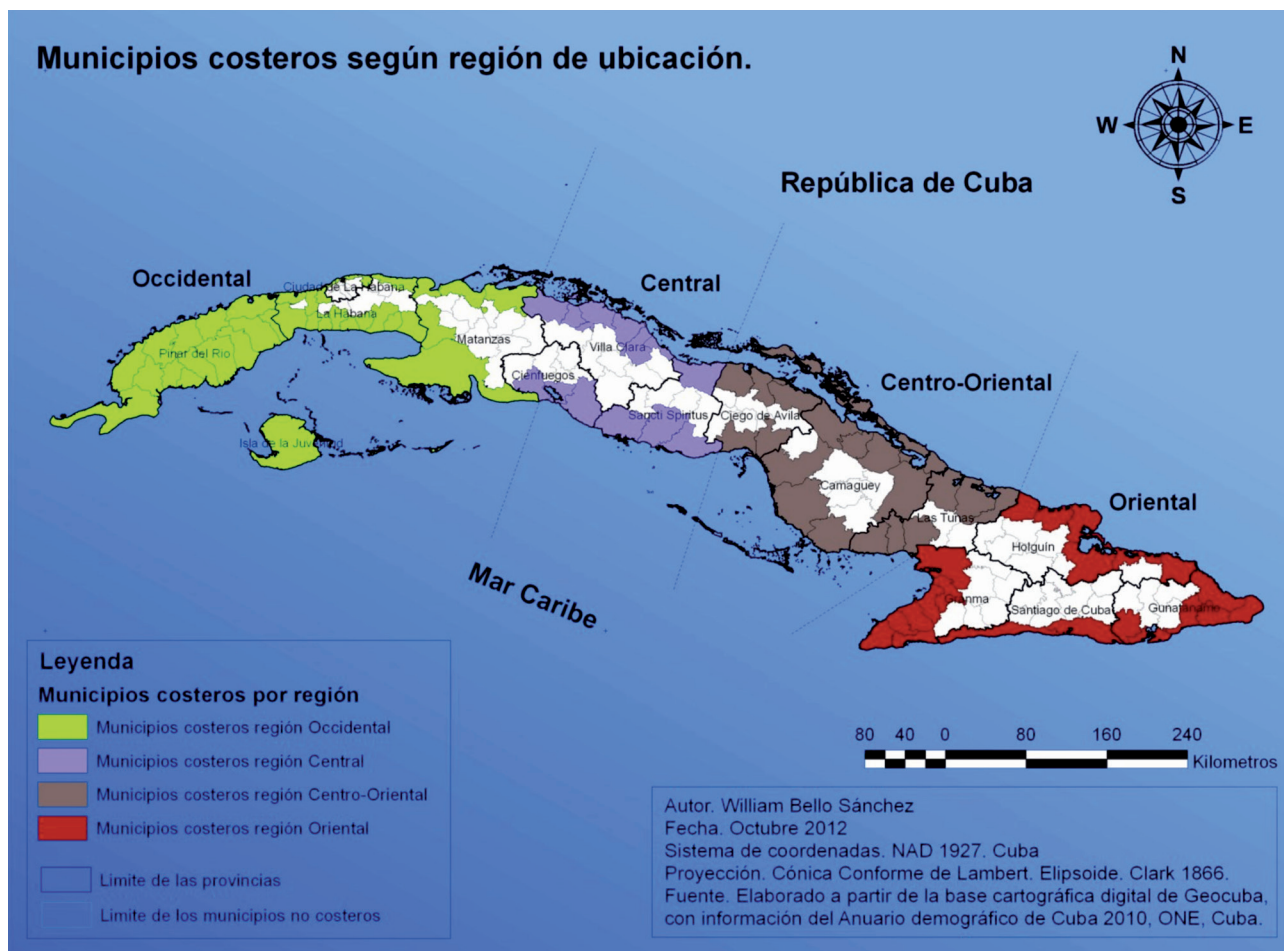 Municipios costeros según región de ubicación.
N
W
E
S
República de Cuba
Occidental
Central
Ciudad de La Habana
La Habana
Matanzas
Villa Clara
Pinar del Rio
Cienfuegos
Centro-Oriental
Sancti Spiritus
Ciego de Avila
Isla de la Juventud
Camaguey
Oriental
Las Tunas
Holguín
Mar Caribe
Granma
Santiago de Cuba
Leyenda
Municipios costeros por región
Municipios costeros región Occidental
Municipios costeros región Central
Municipios costeros región Centro-Oriental
Municipios costeros región Oriental
Limite de las provincias
Limite de los municipios no costeros
80 40 0 80 160 240
Kilometros
Autor. William Bello Sánchez
Fecha. Octubre 2012
Sistema de coordenadas. NAD 1927. Cuba
Proyección. Cónica Conforme de Lambert. Elipsoide. Clark 1866.
Fuente. Elaborado a partir de la base cartográfica digital de Geocuba,
con información del Anuario demográfico de Cuba 2010, ONE, Cuba.